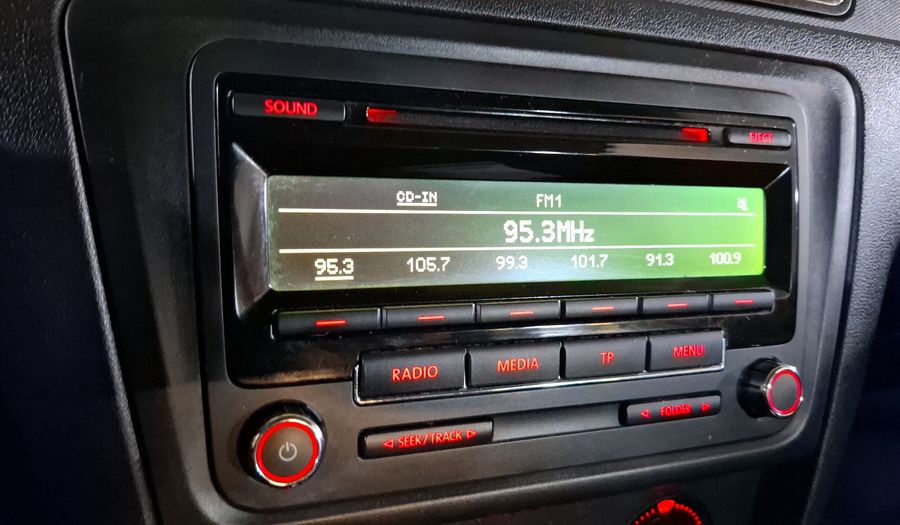 SOUND
EJECT
CD-IN FM1
95.3MHz
95.3 105.7 99.3 101.7 91.3 100.9
RADIO MEDIA TP MENU
SEEK/TRACK FOLDER